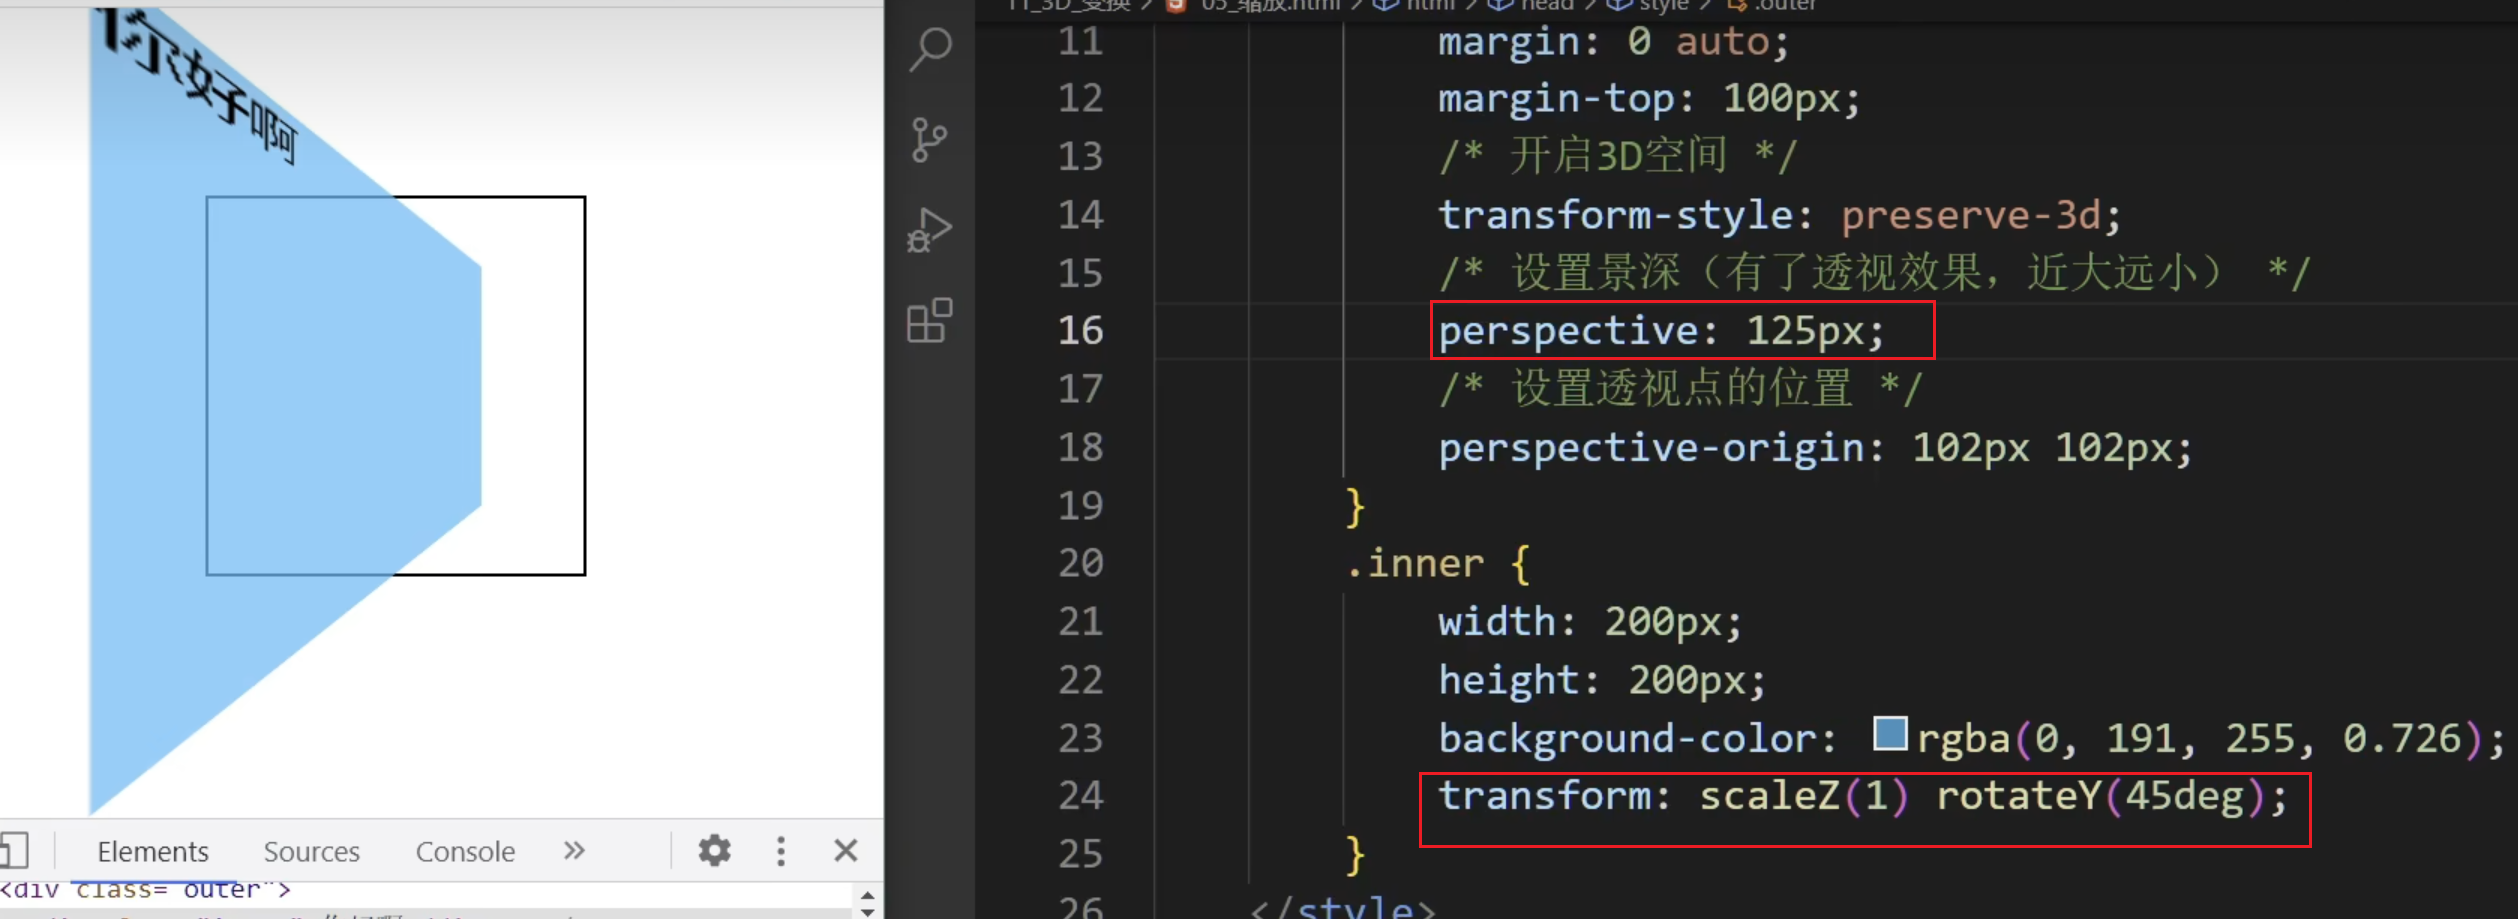 11_3D_变换 > 05_缩放.html > html > head > style > .outer
你好啊
11 margin: 0 auto;
12 margin-top: 100px;
13 /* 开启3D空间 */
14 transform-style: preserve-3d;
15 /* 设置景深（有了透视效果，近大远小） */
16 perspective: 125px;
17 /* 设置透视点的位置 */
18 perspective-origin: 102px 102px;
19 }
20 .inner {
21 width: 200px;
22 height: 200px;
23 background-color: rgba(0, 191, 255, 0.726);
24 transform: scaleZ(1) rotateY(45deg);
25 }
26 </style>
Elements Sources Console »
<div class="outer">